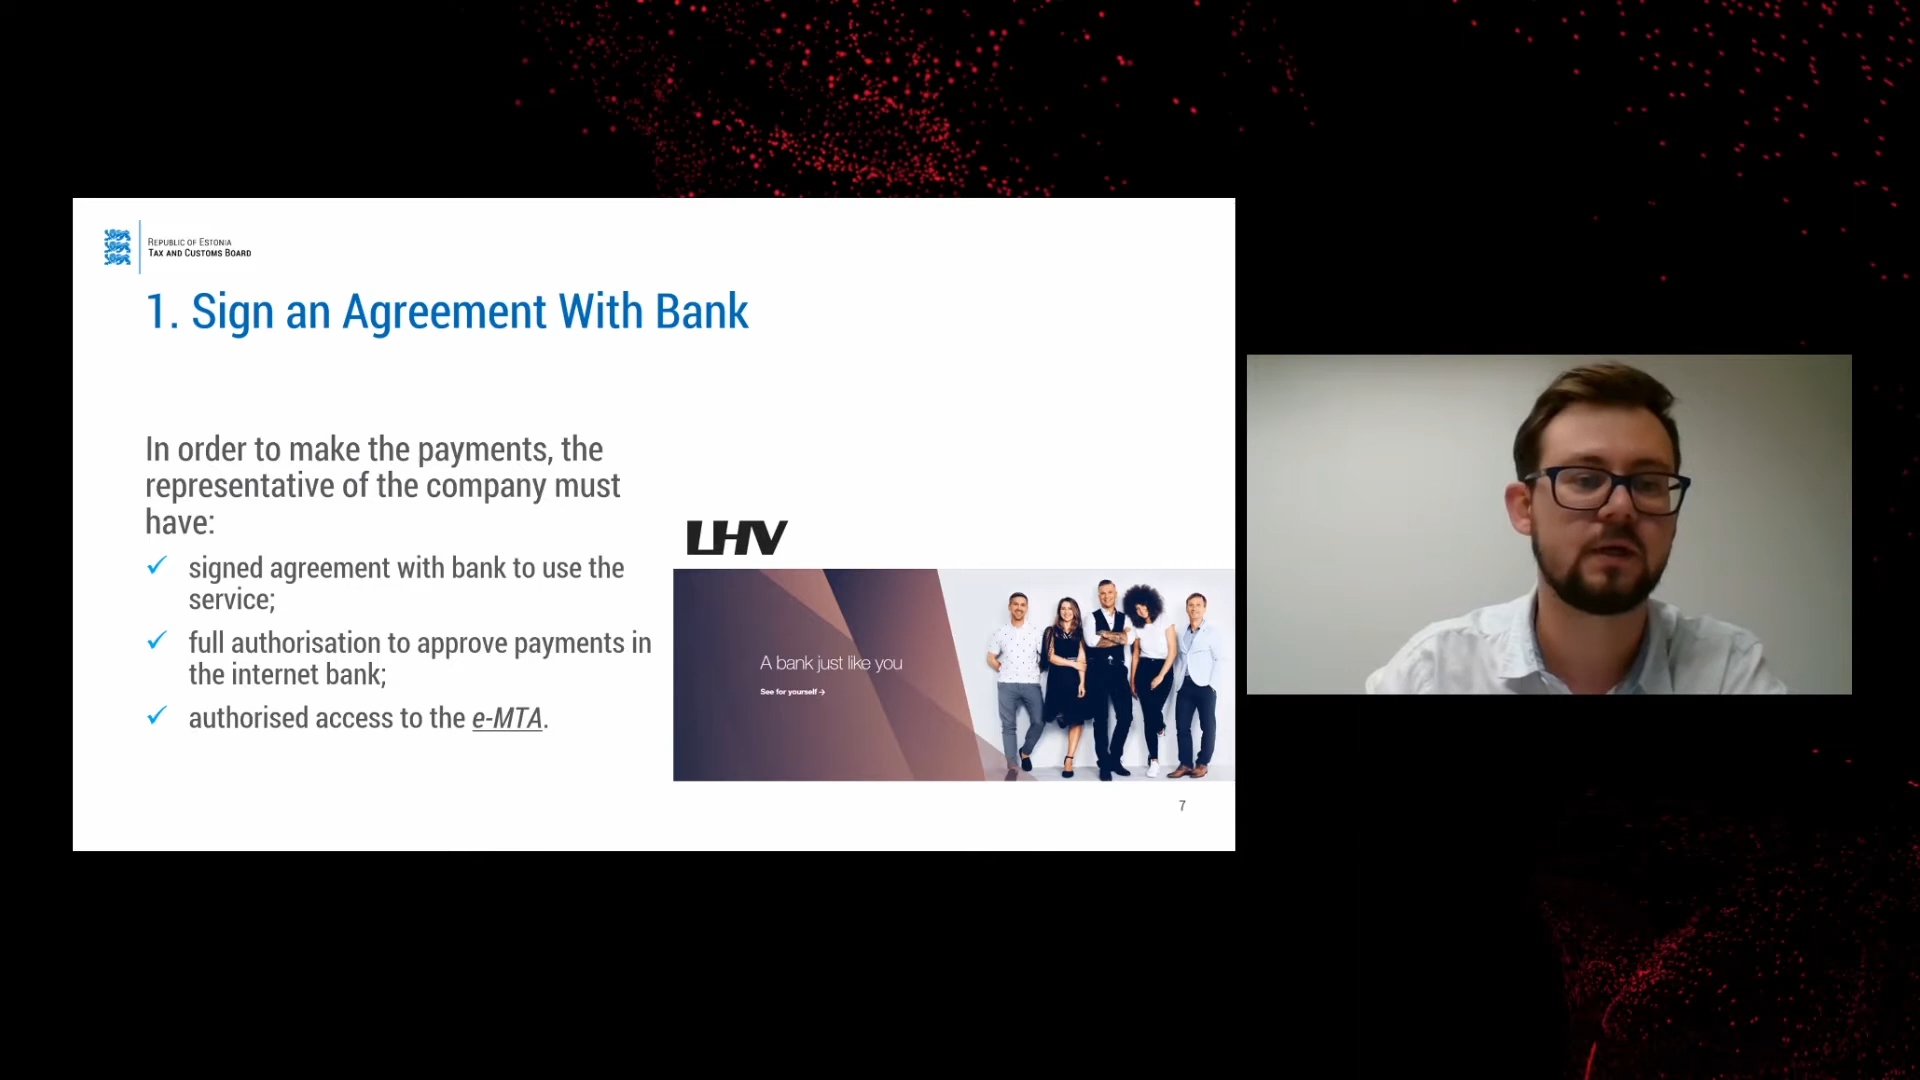 REPUBLIC OF ESTONIA
TAX AND CUSTOMS BOARD
1. Sign an Agreement With Bank
In order to make the payments, the
representative of the company must
have:
✓ signed agreement with bank to use the
service;
✓ full authorisation to approve payments in
the internet bank;
✓ authorised access to the e-MTA.
LHV
A bank just like you
See for yourself →
7